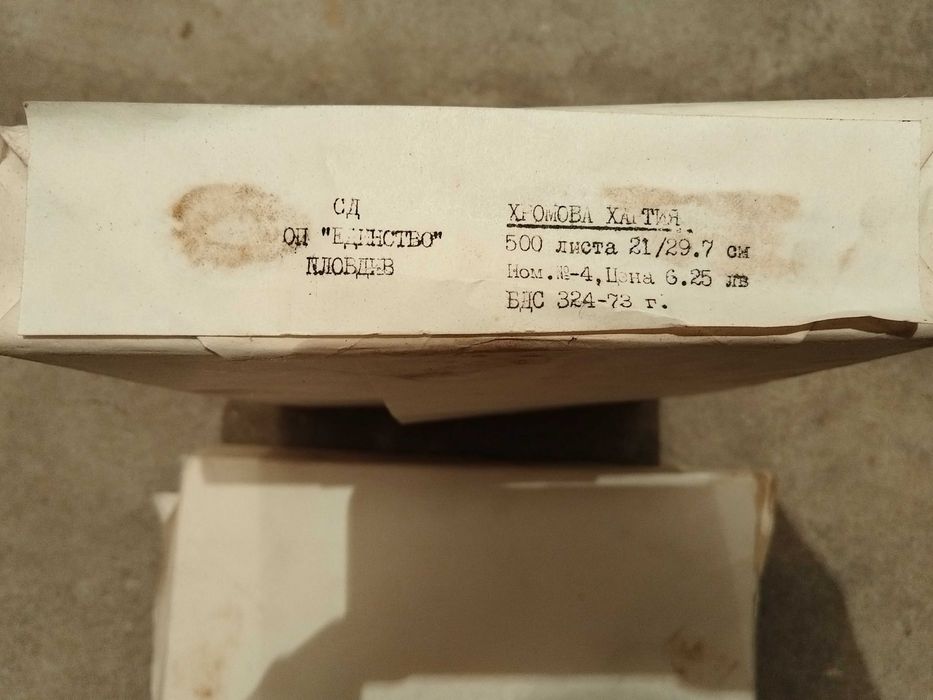 СД
ОП "ЕДИНСТВО"
ПЛОВДИВ
ХРОМОВА ХАРТИЯ
500 листа 21/29.7 см
Ном.№-4,Цена 6.25 лв
БДС 324-73 г.